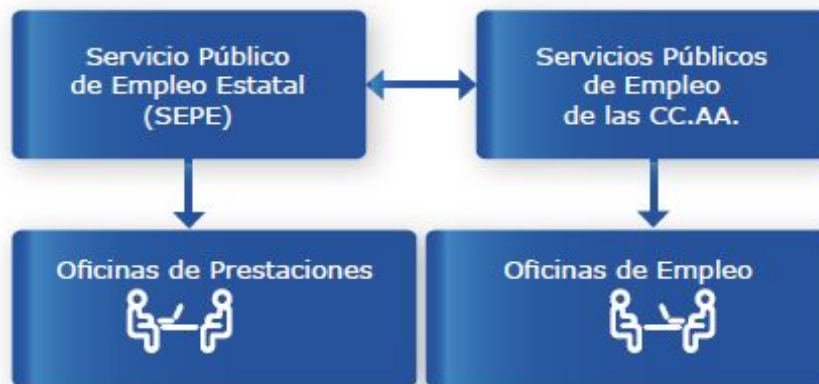 Servicio Público
de Empleo Estatal
(SEPE)
Servicios Públicos
de Empleo
de las CC.AA.
Oficinas de Prestaciones
Oficinas de Empleo